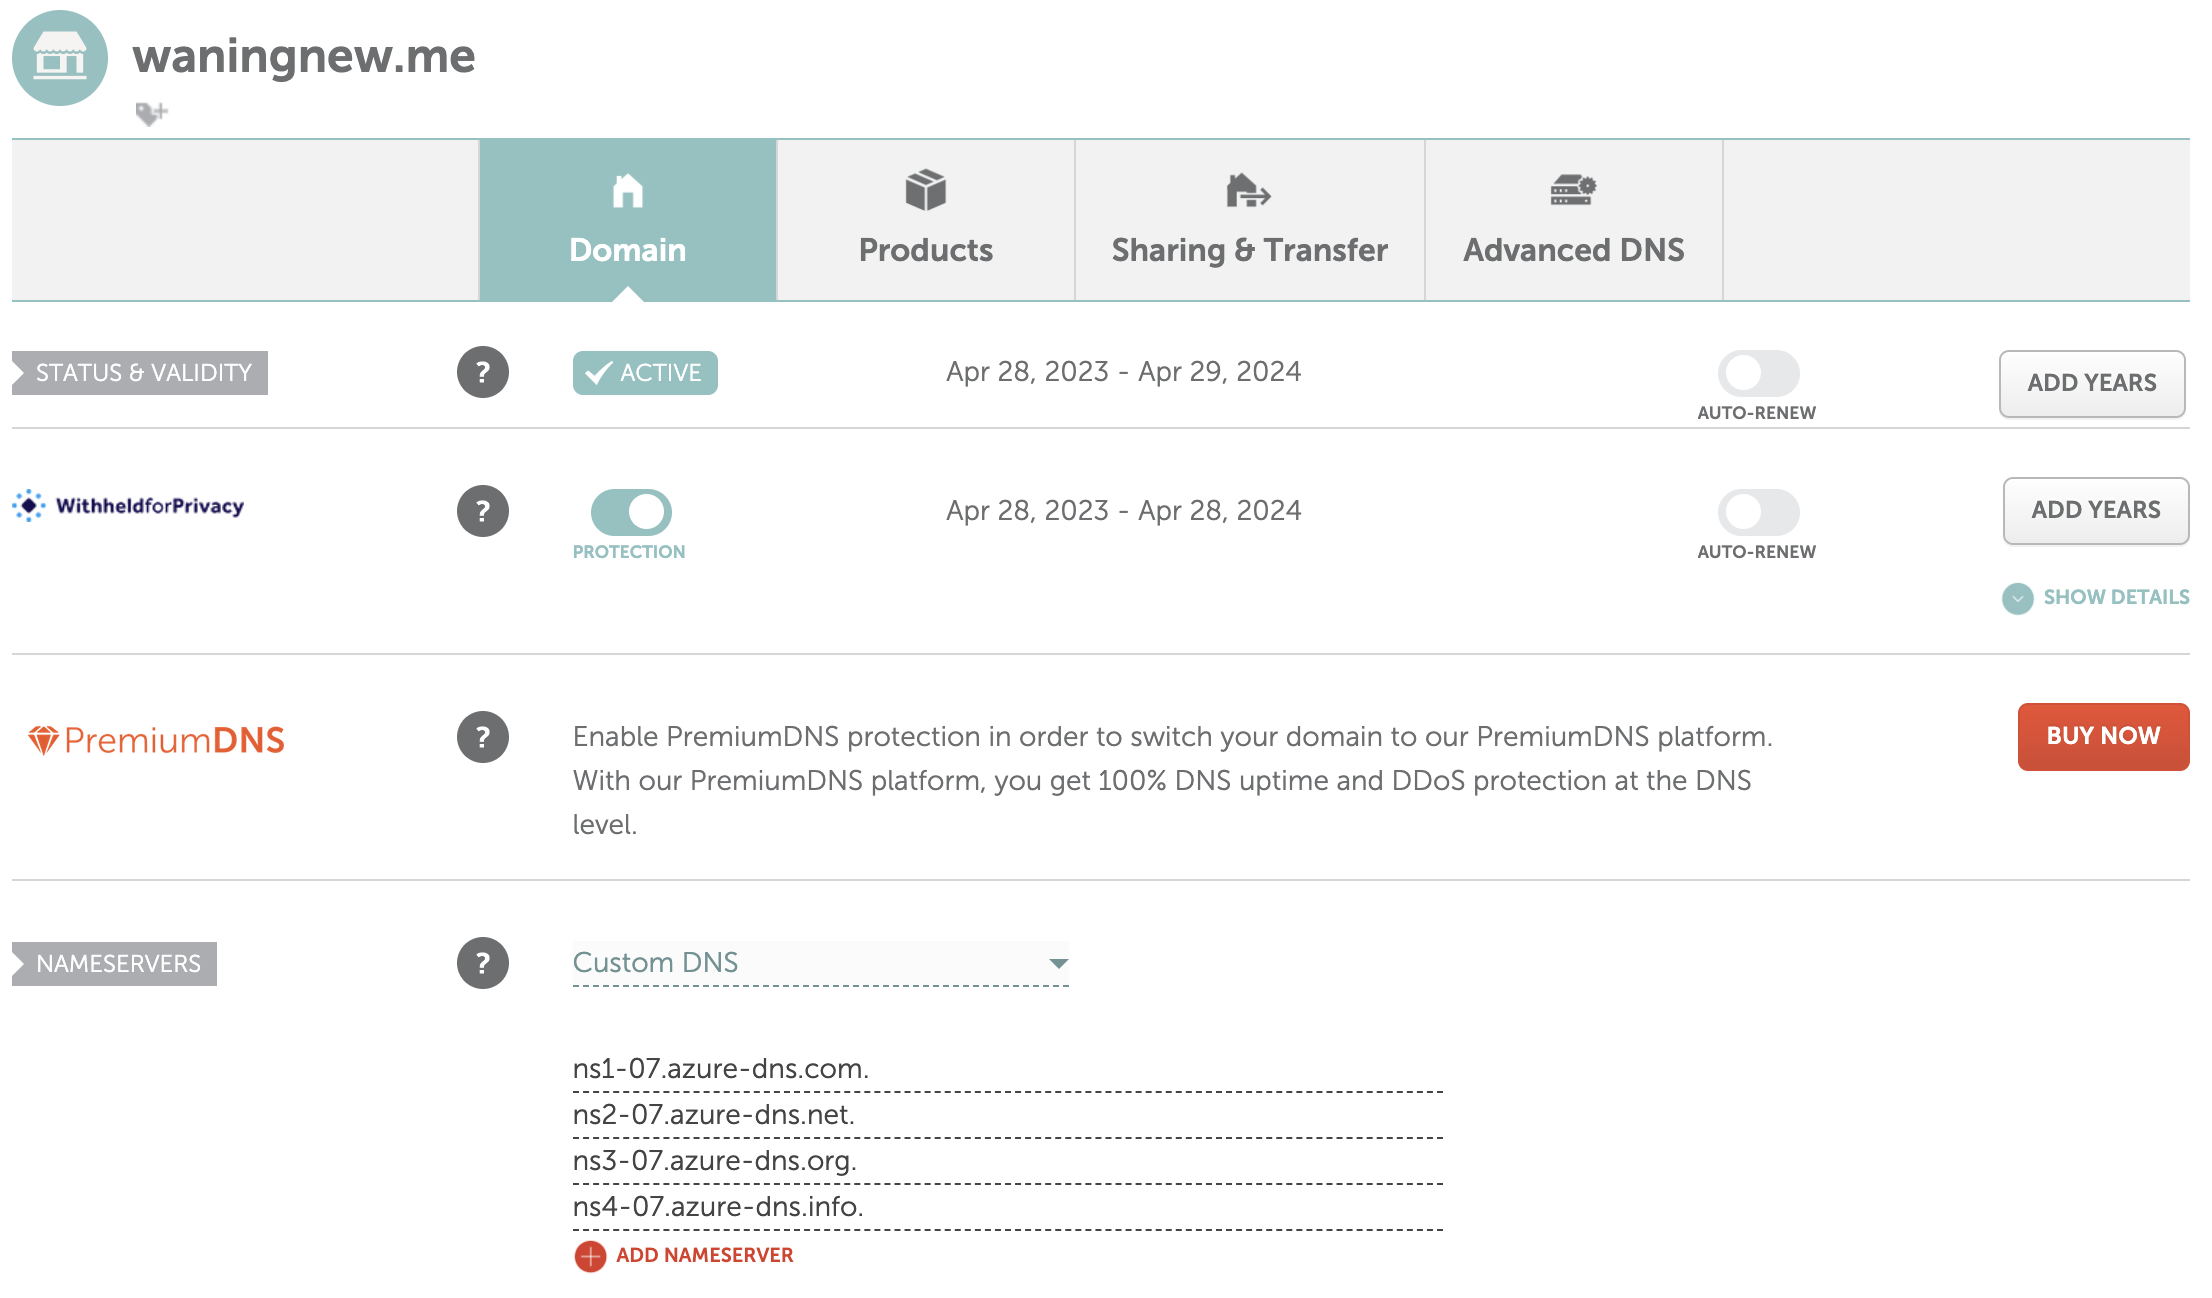 waningnew.me
Domain
Products
Sharing & Transfer
Advanced DNS
STATUS & VALIDITY
?
ACTIVE
Apr 28, 2023 - Apr 29, 2024
AUTO-RENEW
ADD YEARS
WithheldforPrivacy
?
PROTECTION
Apr 28, 2023 - Apr 28, 2024
AUTO-RENEW
ADD YEARS
SHOW DETAILS
PremiumDNS
?
Enable PremiumDNS protection in order to switch your domain to our PremiumDNS platform.
With our PremiumDNS platform, you get 100% DNS uptime and DDoS protection at the DNS
level.
BUY NOW
NAMESERVERS
?
Custom DNS
ns1-07.azure-dns.com.
ns2-07.azure-dns.net.
ns3-07.azure-dns.org.
ns4-07.azure-dns.info.
ADD NAMESERVER